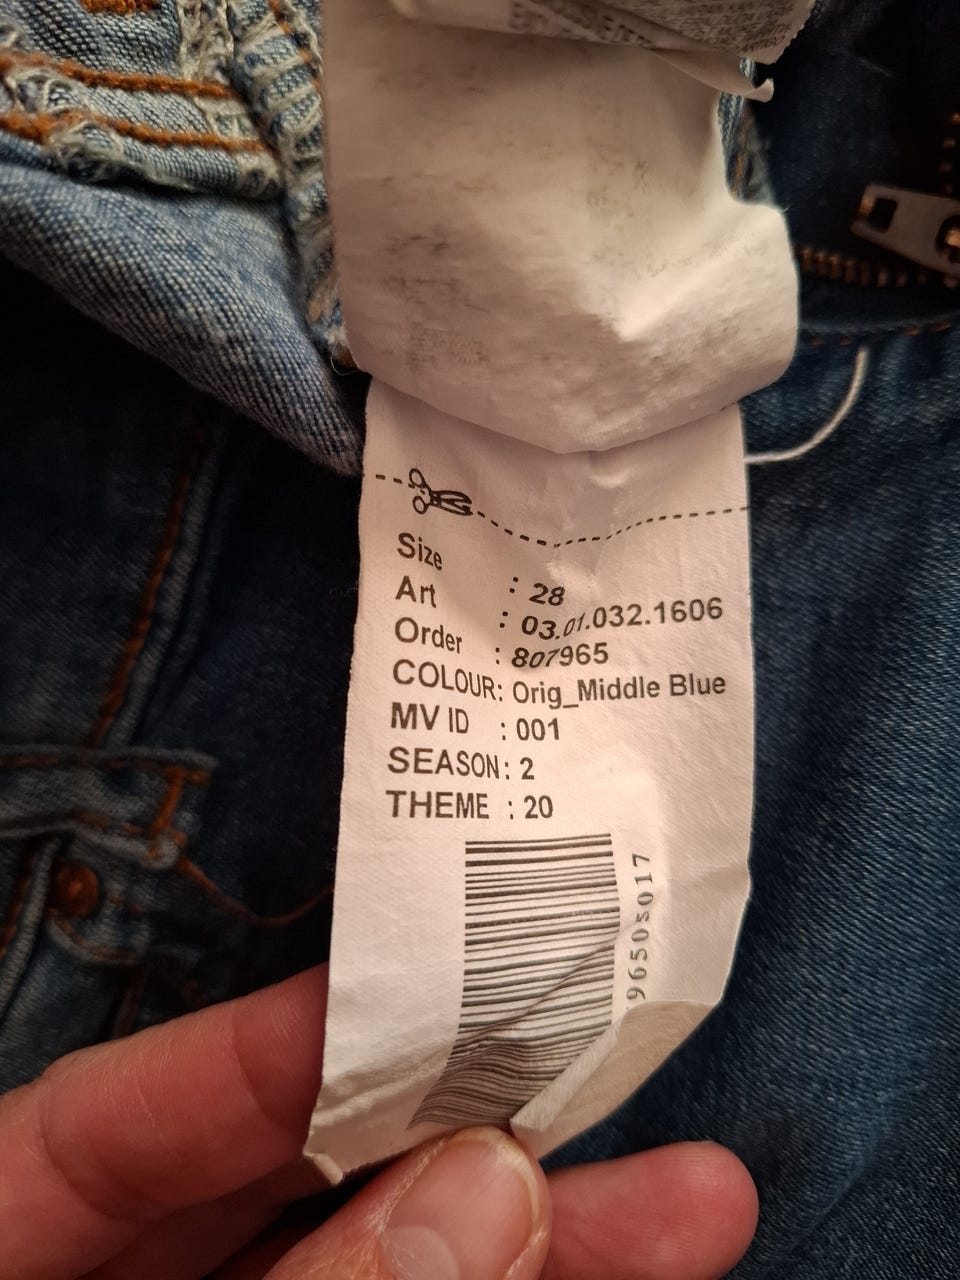 Size : 28
Art : 03.01.032.1606
Order : 807965
COLOUR: Orig_Middle Blue
MV ID : 001
SEASON: 2
THEME : 20
96505017